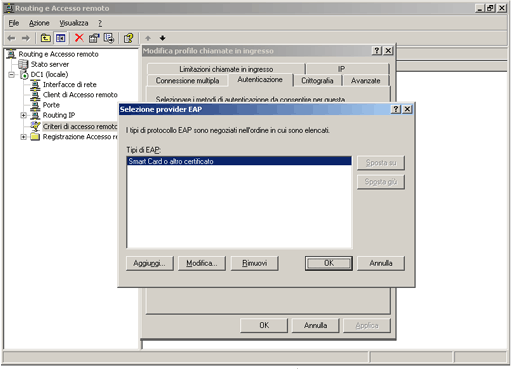 Routing e Accesso remoto
File Azione Visualizza ?
Routing e Accesso remoto
Stato server
DC1 (locale)
Interfacce di rete
Client di Accesso remoto
Porte
Routing IP
Criteri di accesso remoto
Registrazione Accesso r
Modifica profilo chiamate in ingresso
Limitazioni chiamate in ingresso IP
Connessione multipla Autenticazione Crittografia Avanzate
Selezionare i metodi di autenticazione da consentire per questa
Selezione provider EAP
I tipi di protocollo EAP sono negoziati nell'ordine in cui sono elencati.
Tipi di EAP:
Smart Card o altro certificato
Sposta su
Sposta giù
Aggiungi... Modifica... Rimuovi OK Annulla
OK Annulla Applica